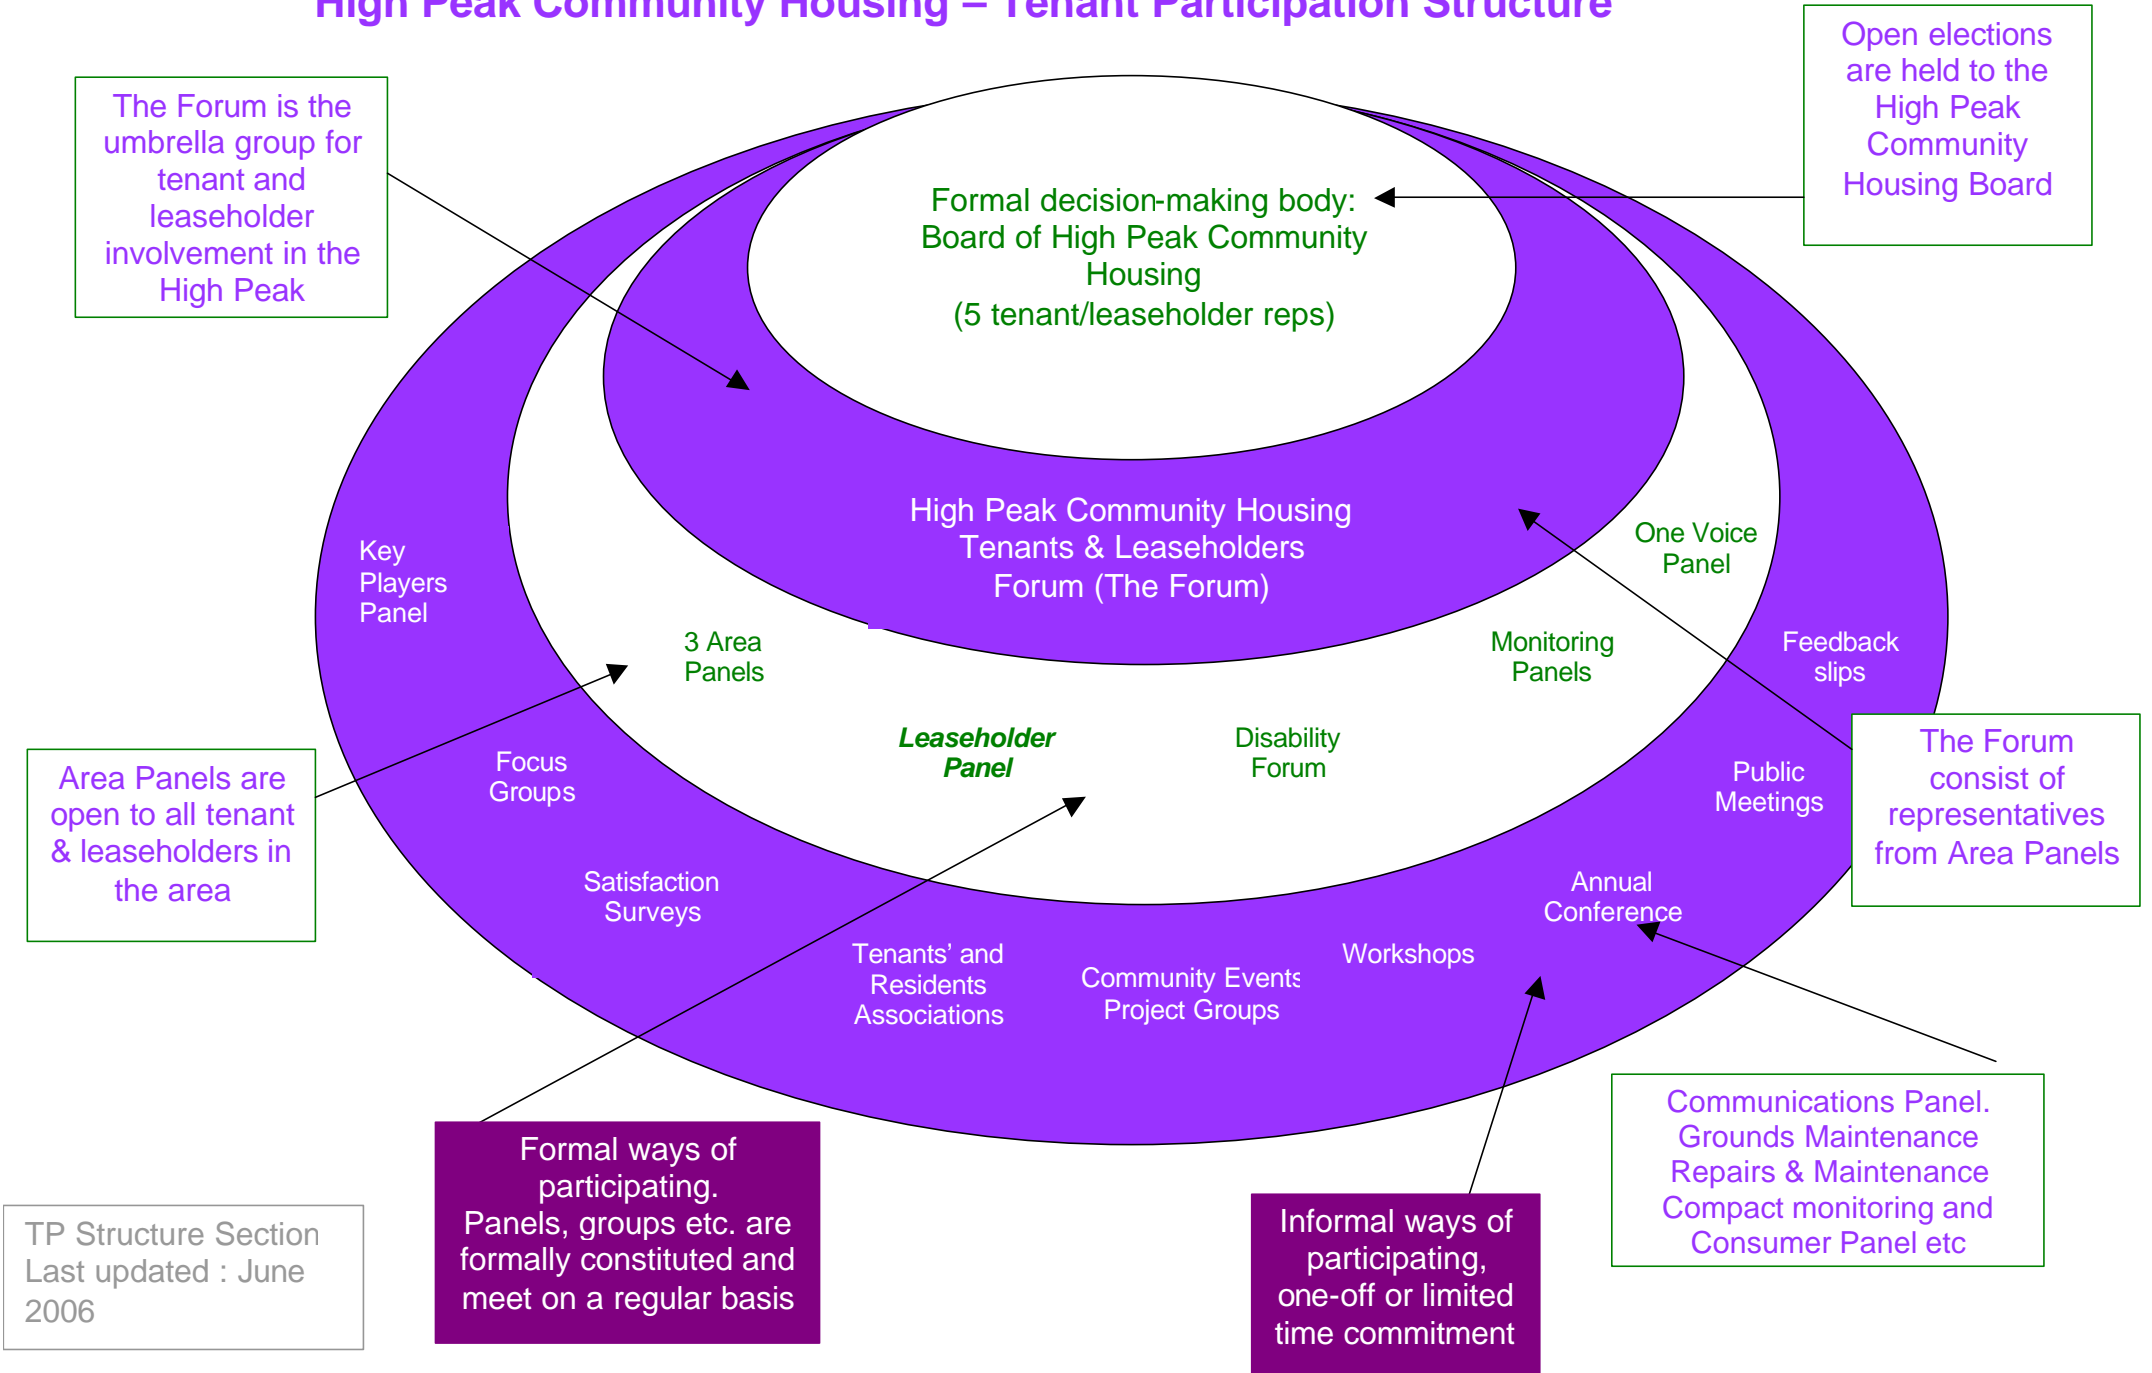 High Peak Community Housing – Tenant Participation Structure
Open elections
are held to the
High Peak
Community
Housing Board
The Forum is the
umbrella group for
tenant and
leaseholder
involvement in the
High Peak
Formal decision-making body:
Board of High Peak Community
Housing
(5 tenant/leaseholder reps)
High Peak Community Housing
Tenants & Leaseholders
Forum (The Forum)
One Voice
Panel
Key
Players
Panel
3 Area
Panels
Monitoring
Panels
Feedback
slips
Leaseholder
Panel
Disability
Forum
Area Panels are
open to all tenant
& leaseholders in
the area
Focus
Groups
Public
Meetings
The Forum
consist of
representatives
from Area Panels
Satisfaction
Surveys
Annual
Conference
Tenants’ and
Residents
Associations
Community Events
Project Groups
Workshops
Communications Panel.
Grounds Maintenance
Repairs & Maintenance
Compact monitoring and
Consumer Panel etc
Formal ways of
participating.
Panels, groups etc. are
formally constituted and
meet on a regular basis
Informal ways of
participating,
one-off or limited
time commitment
TP Structure Section
Last updated : June
2006